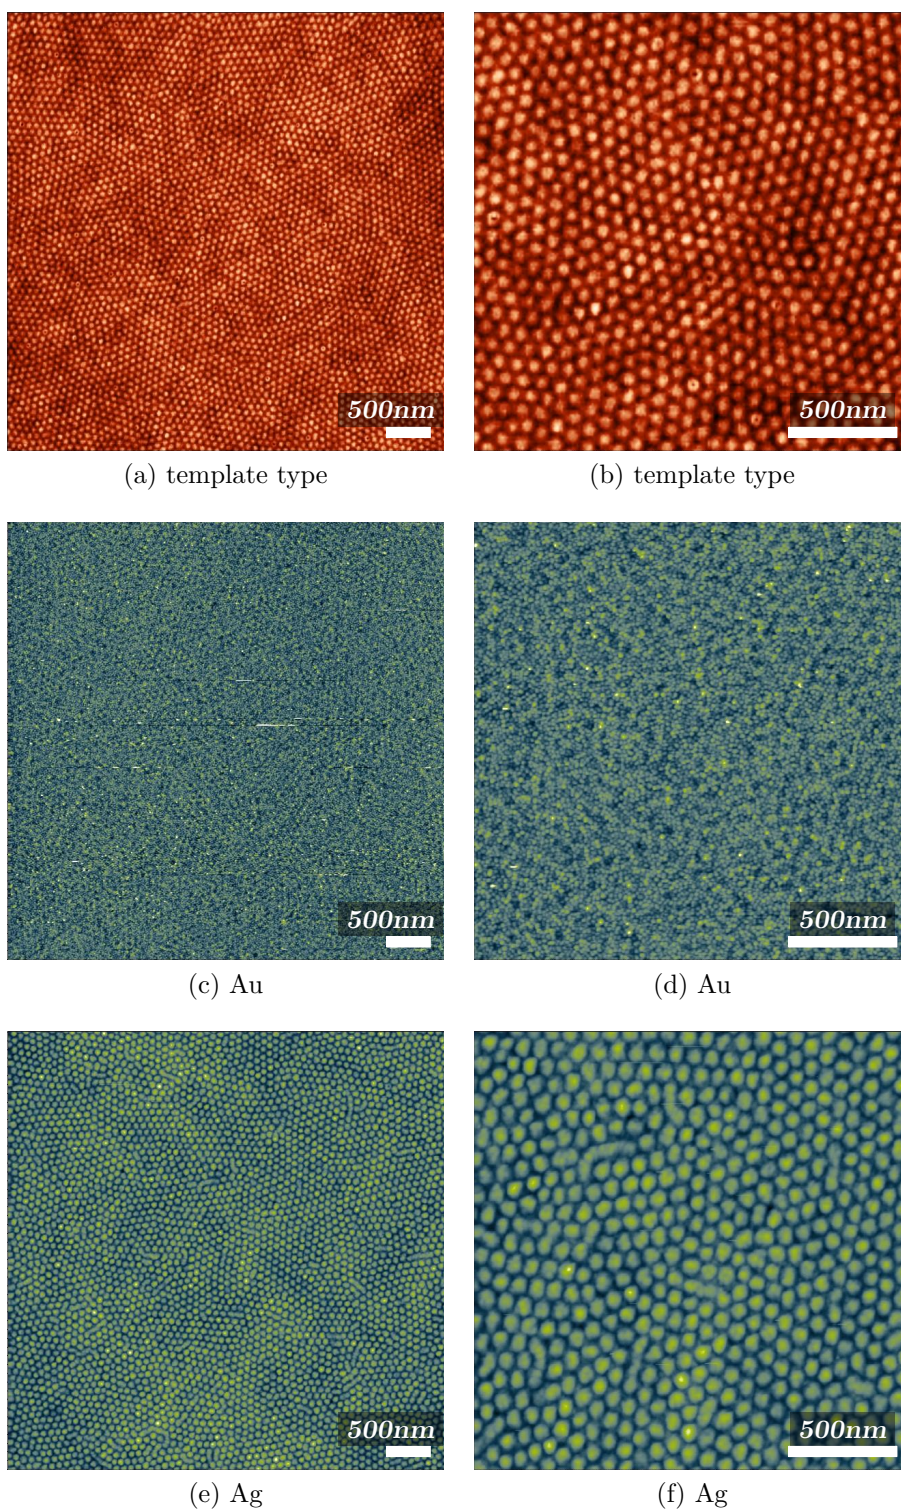 500nm
500nm
(a) template type
(b) template type
500nm
500nm
(c) Au
(d) Au
500nm
500nm
(e) Ag
(f) Ag